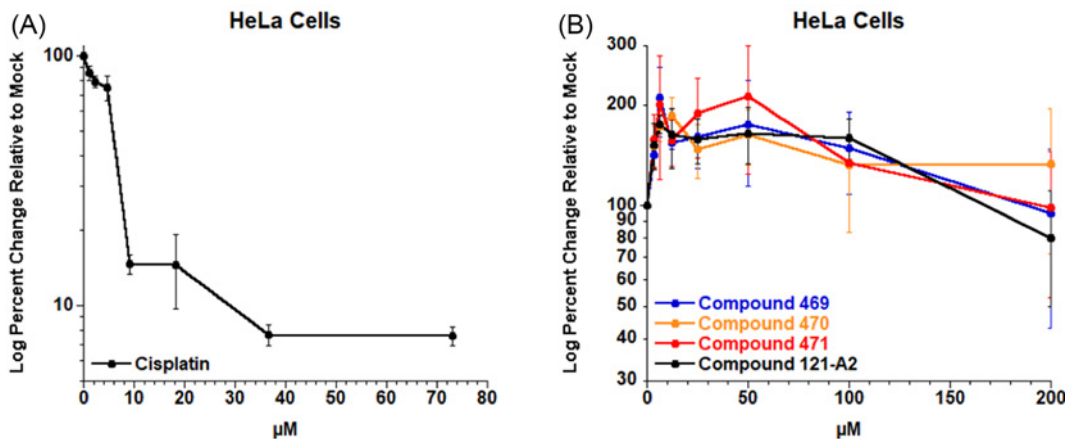 (A)
HeLa Cells
Log Percent Change Relative to Mock
100
10
Cisplatin
0 10 20 30 40 50 60 70 80
µM
(B)
HeLa Cells
Log Percent Change Relative to Mock
300
200
100
90
80
70
60
50
40
30
Compound 469
Compound 470
Compound 471
Compound 121-A2
0 50 100 150 200
µM